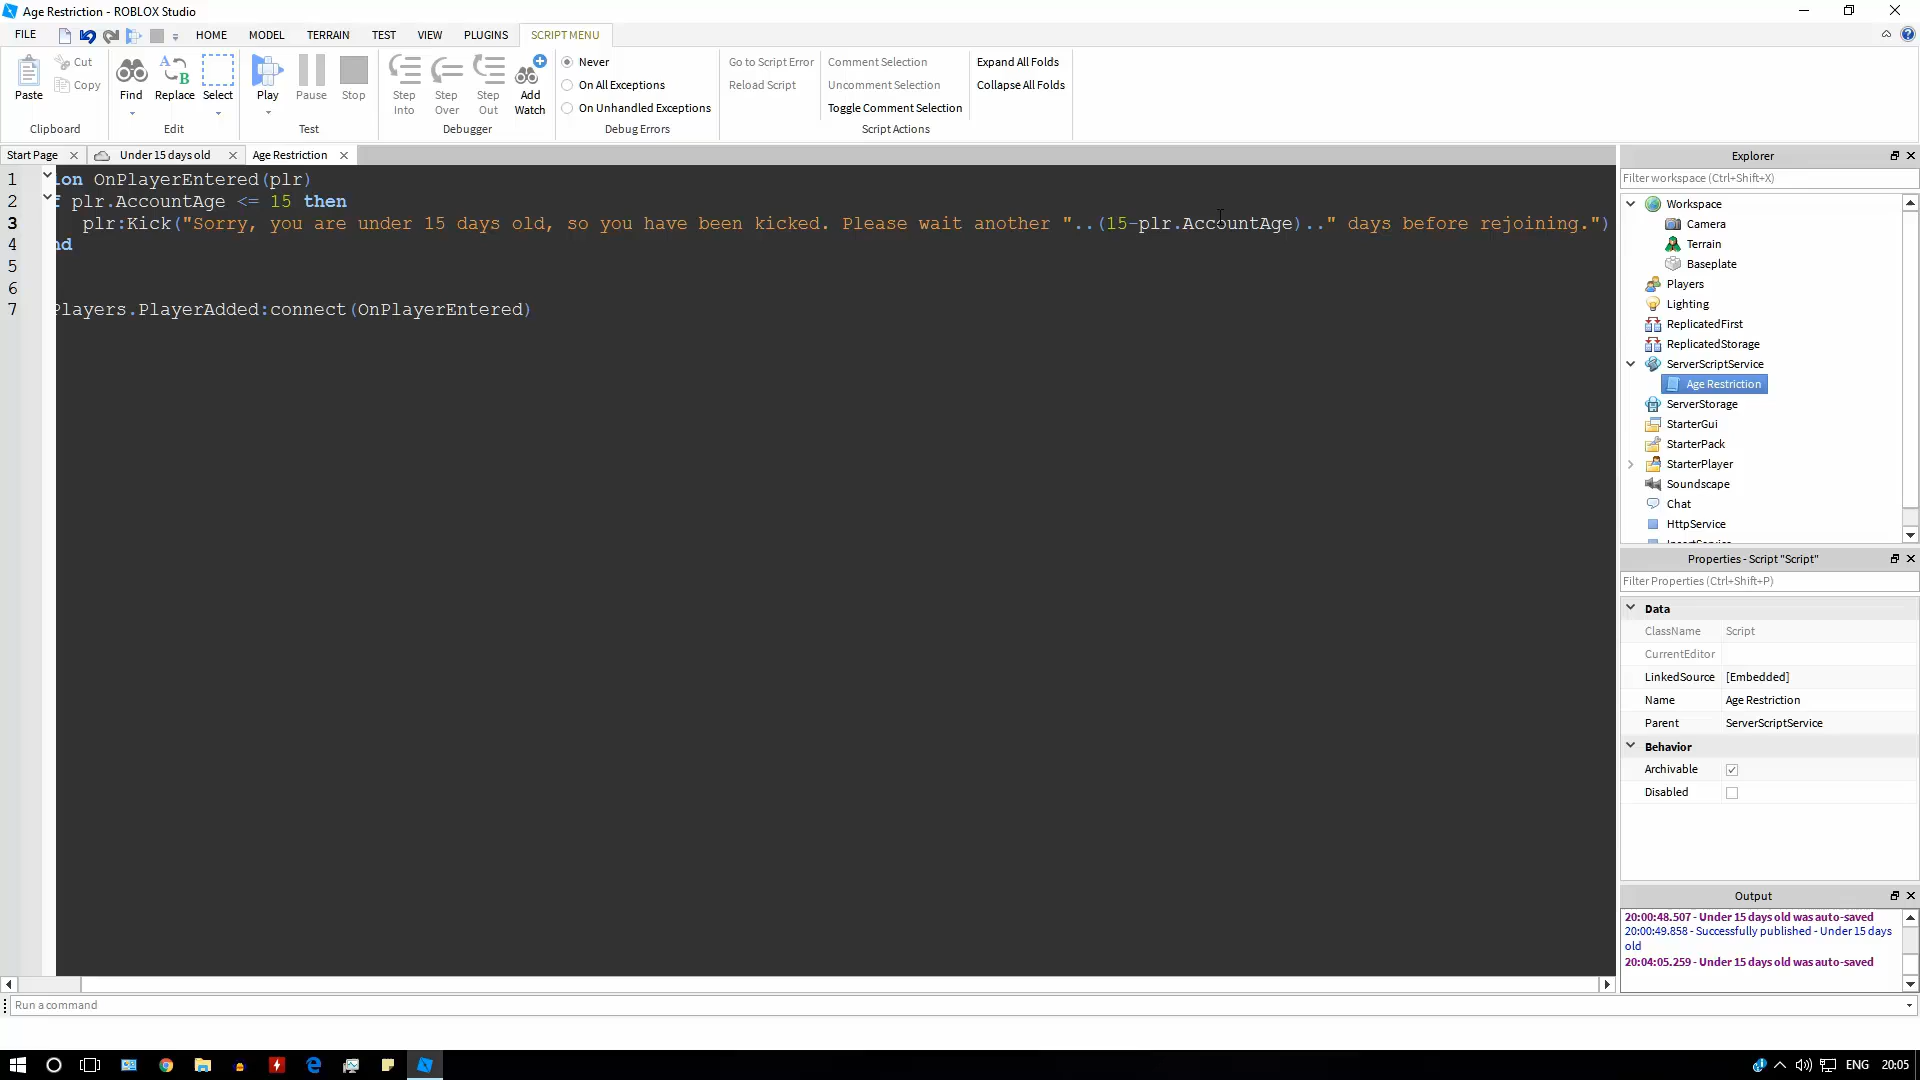 Age Restriction - ROBLOX Studio
FILE HOME MODEL TERRAIN TEST VIEW PLUGINS SCRIPT MENU
Paste Cut Copy Clipboard
Find Replace Select Edit
Play Pause Stop Test
Step Into Step Over Step Out Add Watch Debugger
Never
On All Exceptions
On Unhandled Exceptions
Debug Errors
Go to Script Error
Reload Script
Comment Selection
Uncomment Selection
Toggle Comment Selection
Script Actions
Expand All Folds
Collapse All Folds
Start Page Under 15 days old Age Restriction
1 ion OnPlayerEntered(plr)
2 f plr.AccountAge <= 15 then
3 plr:Kick("Sorry, you are under 15 days old, so you have been kicked. Please wait another "..(15-plr.AccountAge).." days before rejoining.")
4 nd
5
6
7 Players.PlayerAdded:connect(OnPlayerEntered)
Explorer
Filter workspace (Ctrl+Shift+X)
Workspace
Camera
Terrain
Baseplate
Players
Lighting
ReplicatedFirst
ReplicatedStorage
ServerScriptService
Age Restriction
ServerStorage
StarterGui
StarterPack
StarterPlayer
Soundscape
Chat
HttpService
Properties - Script "Script"
Filter Properties (Ctrl+Shift+P)
Data
ClassName Script
CurrentEditor
LinkedSource [Embedded]
Name Age Restriction
Parent ServerScriptService
Behavior
Archivable
Disabled
Output
20:00:48.507 - Under 15 days old was auto-saved
20:00:49.858 - Successfully published - Under 15 days
old
20:04:05.259 - Under 15 days old was auto-saved
Run a command
ENG 20:05